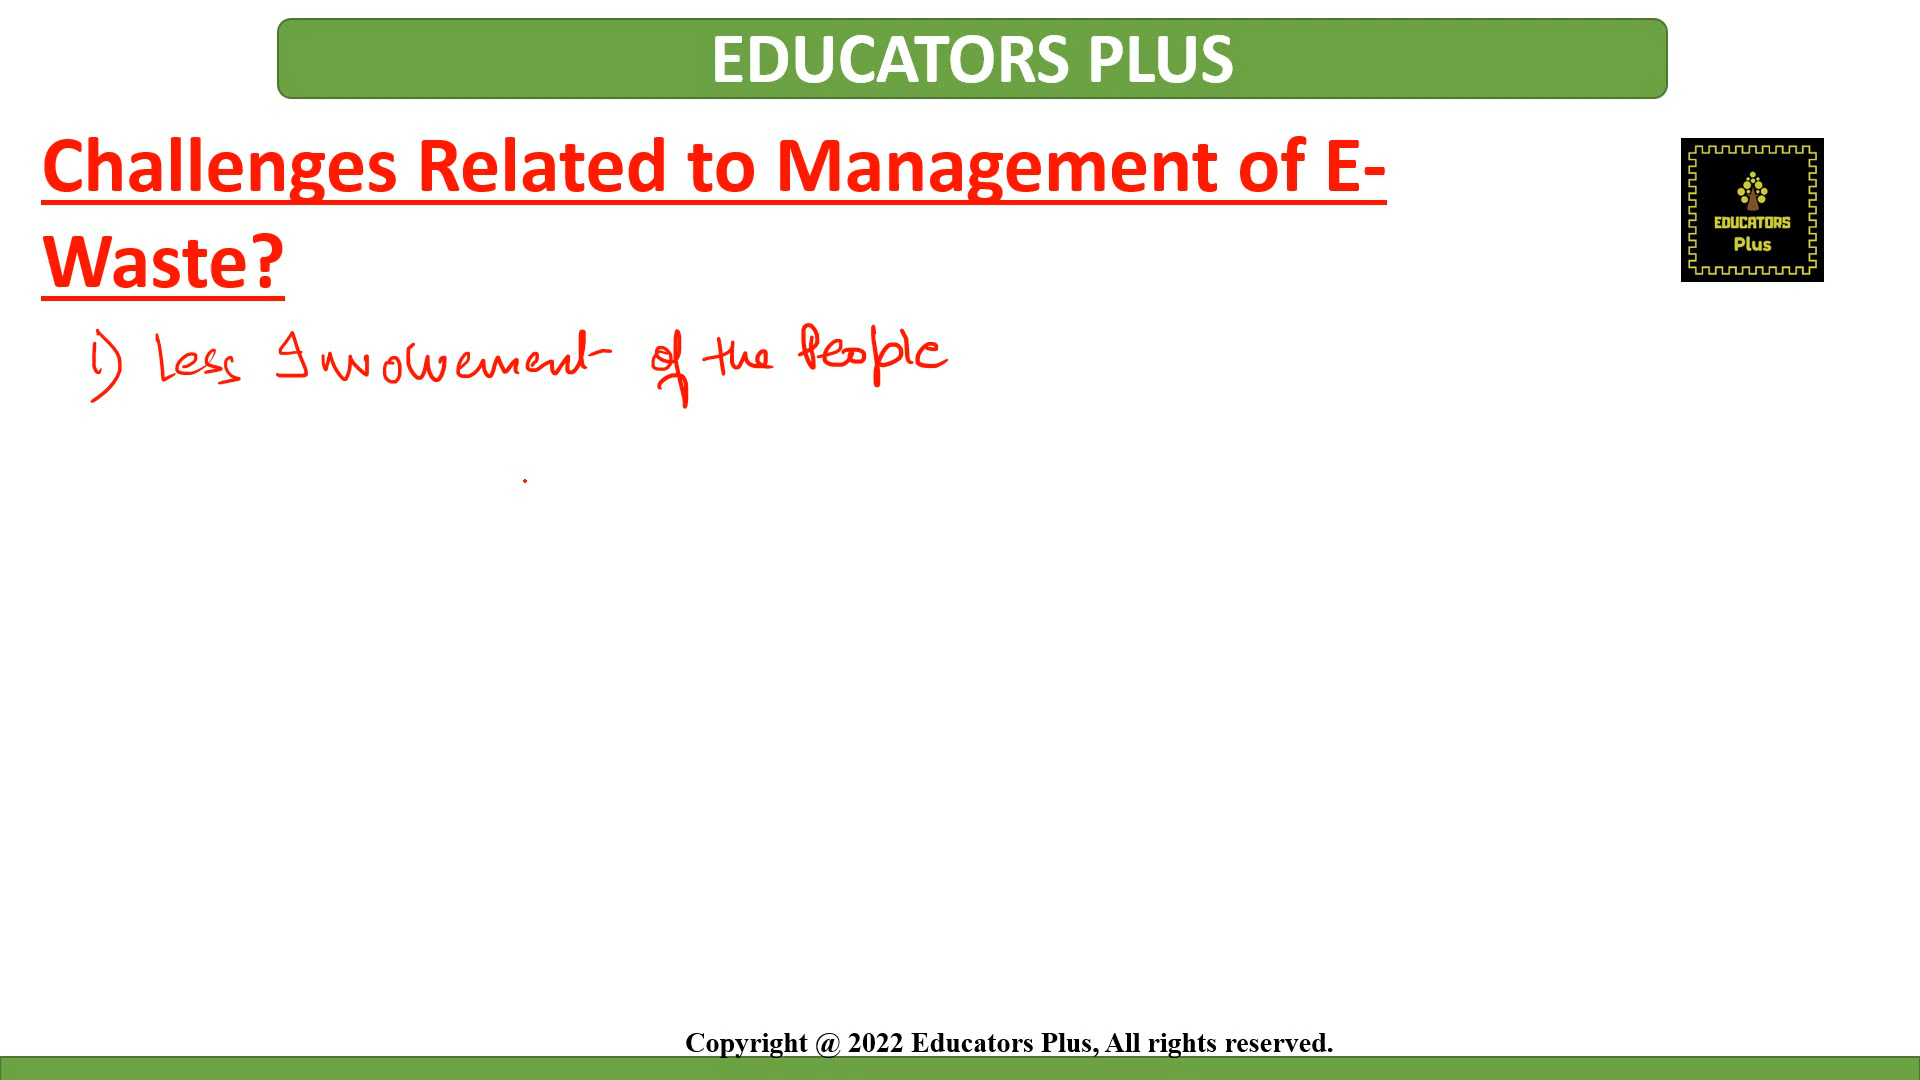 EDUCATORS PLUS
Challenges Related to Management of E-
Waste?
EDUCATORS
Plus
1) Less Involvement of the People
Copyright @ 2022 Educators Plus, All rights reserved.